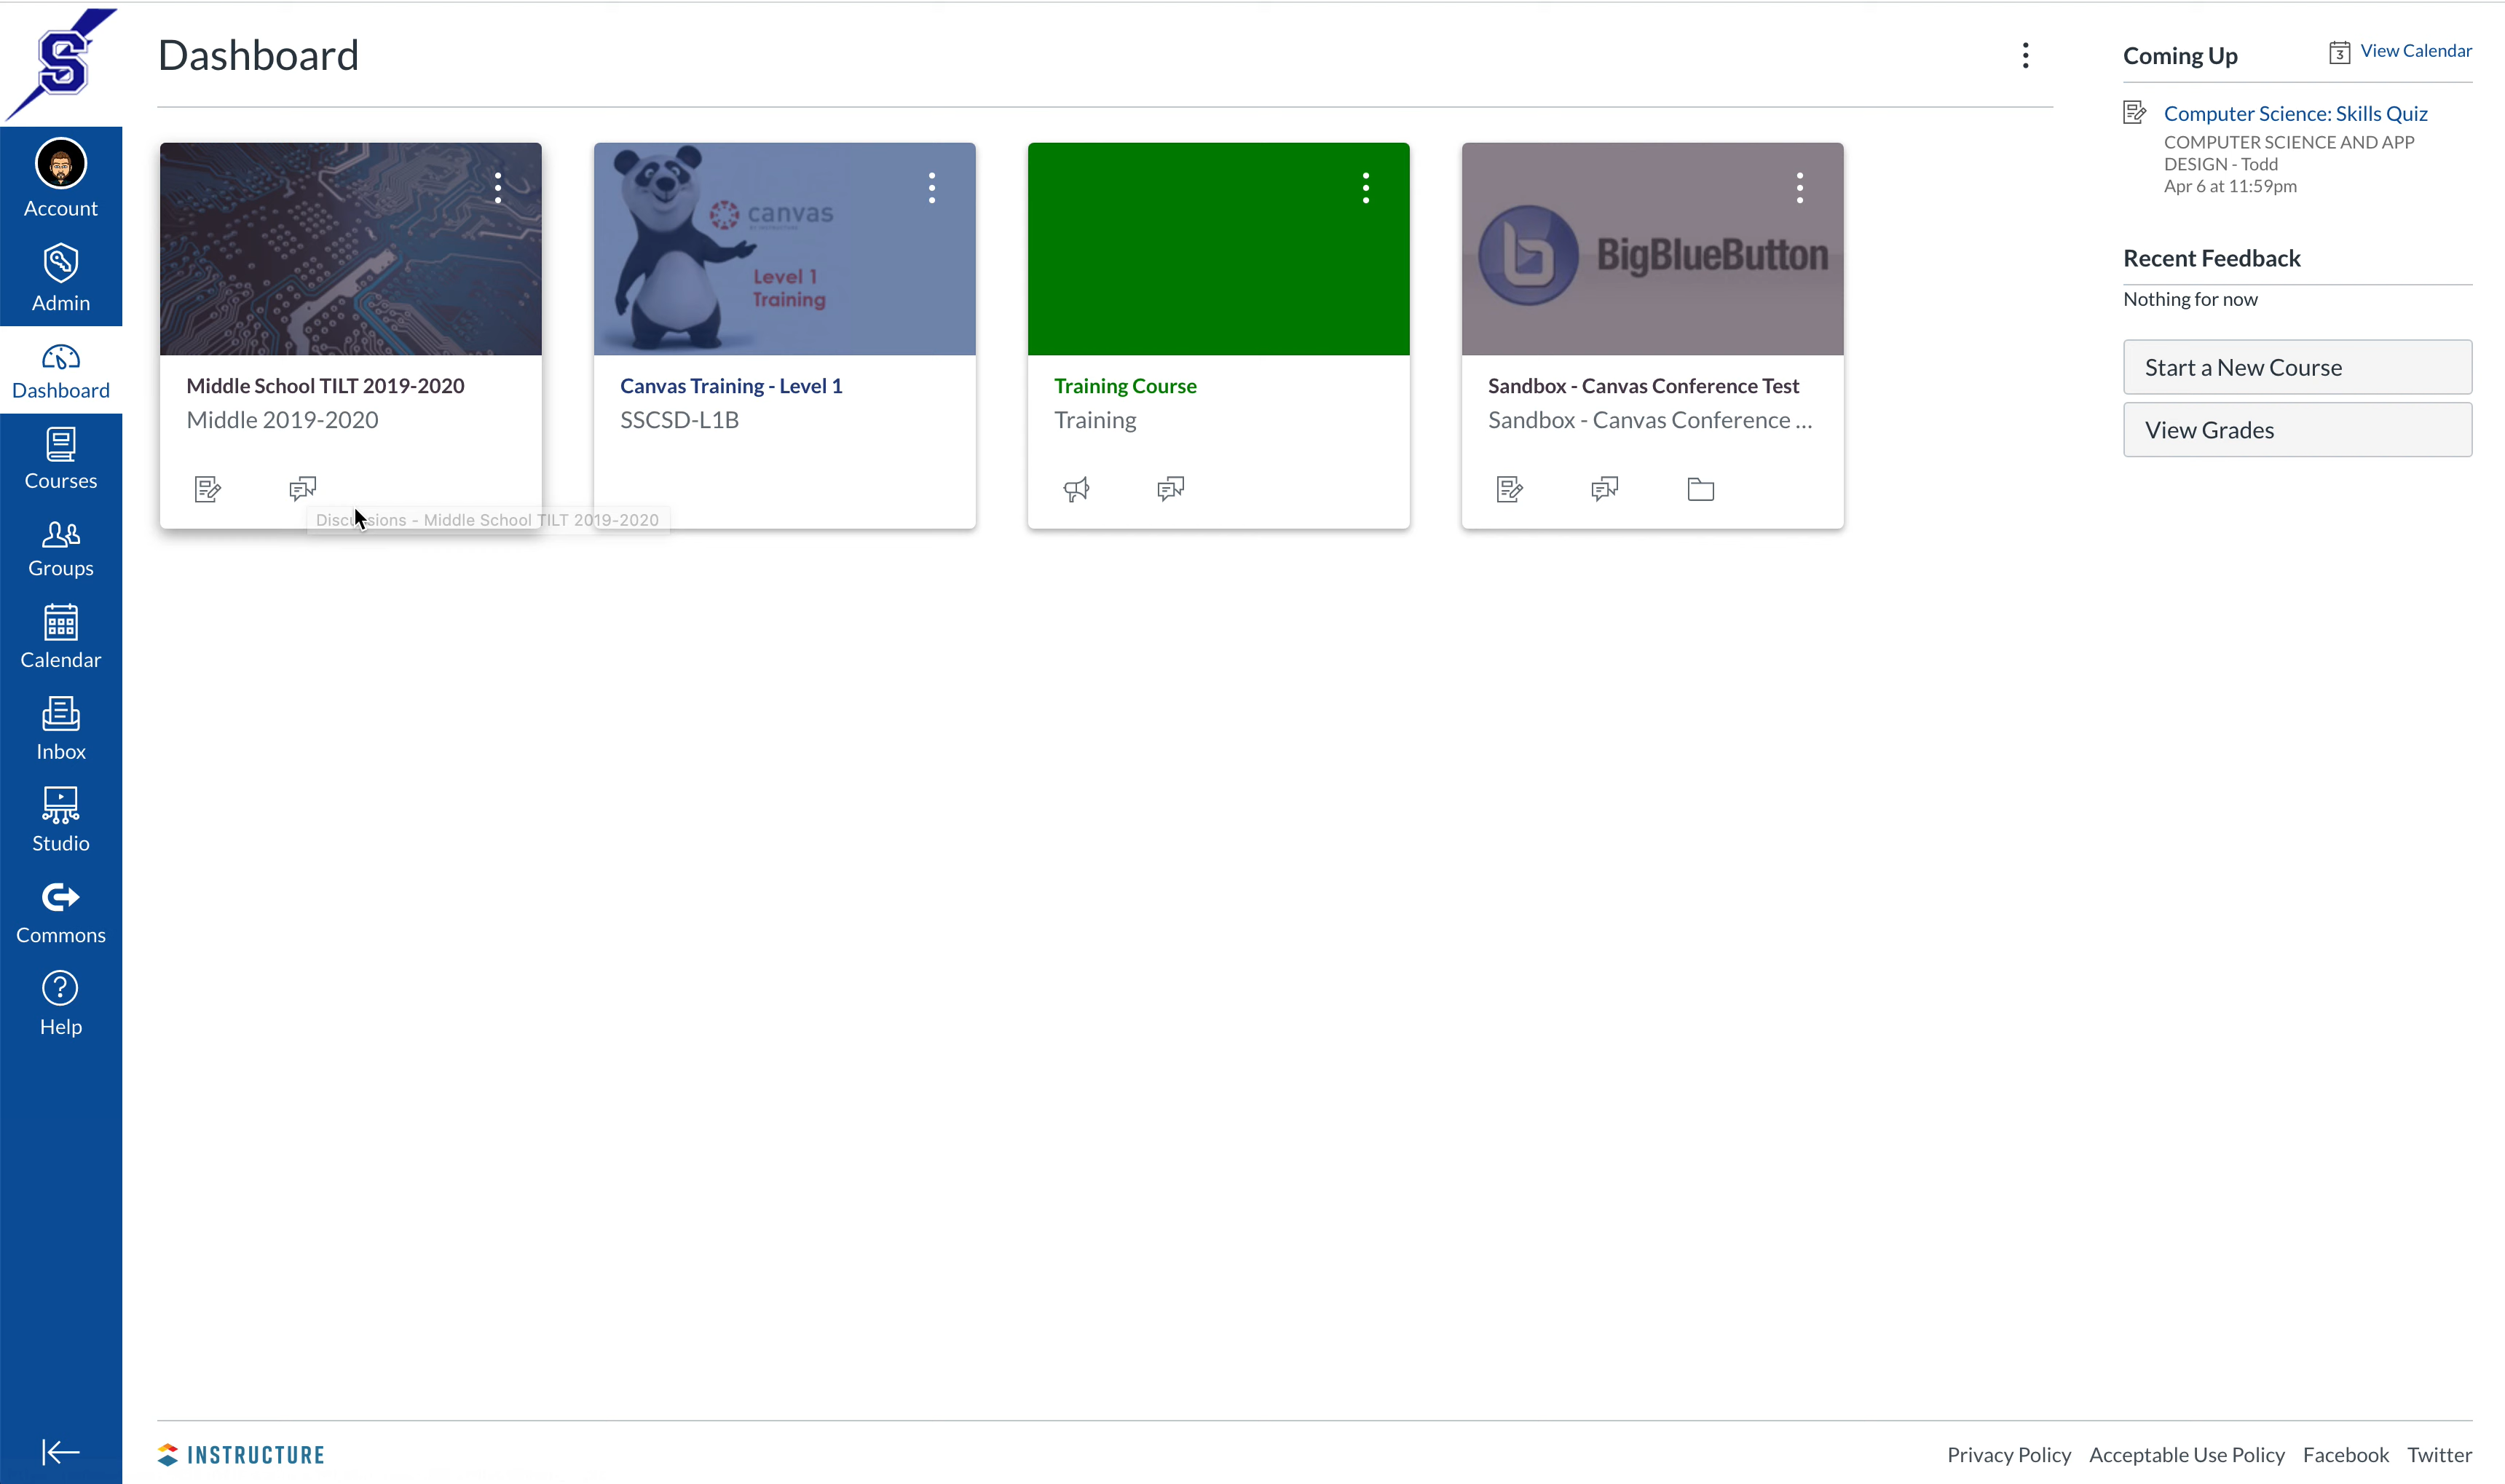 Dashboard
Account
Admin
Dashboard
Courses
Groups
Calendar
Inbox
Studio
Commons
Help
canvas
Level 1
Training
BigBlueButton
Middle School TILT 2019-2020
Middle 2019-2020
Canvas Training - Level 1
SSCSD-L1B
Training Course
Training
Sandbox - Canvas Conference Test
Sandbox - Canvas Conference ...
Discussions - Middle School TILT 2019-2020
Coming Up
3
View Calendar
Computer Science: Skills Quiz
COMPUTER SCIENCE AND APP
DESIGN - Todd
Apr 6 at 11:59pm
Recent Feedback
Nothing for now
Start a New Course
View Grades
INSTRUCTURE
Privacy Policy Acceptable Use Policy Facebook Twitter